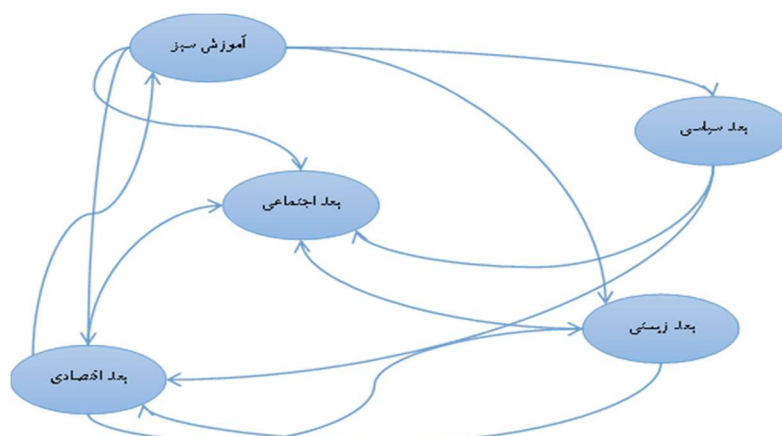 آموزش سبز
بعد سیاسی
بعد اجتماعی
بعد زیستی
بعد اقتصادی